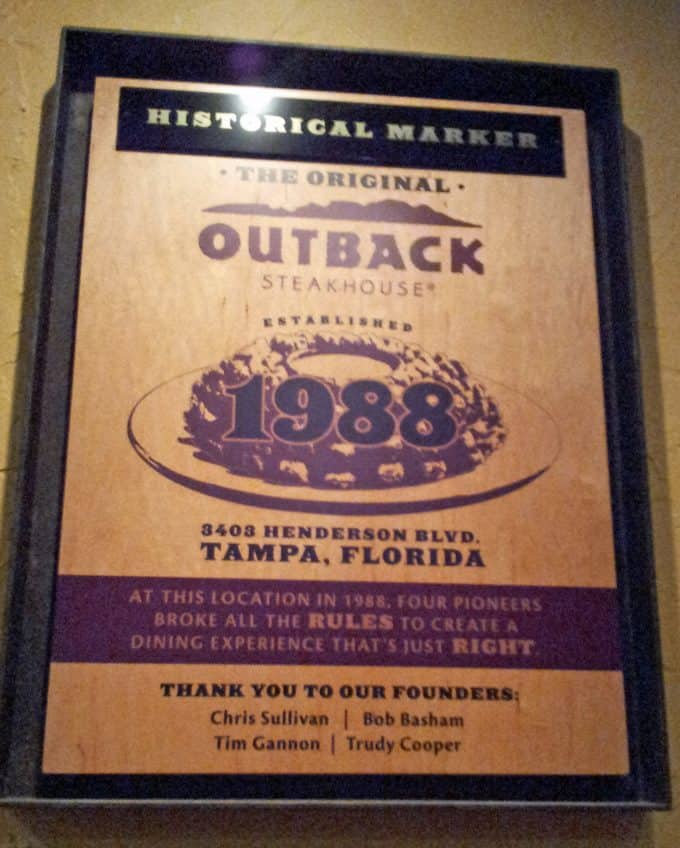 HISTORICAL MARKER
• THE ORIGINAL •
OUTBACK
STEAKHOUSE®
ESTABLISHED
1988
3403 HENDERSON BLVD.
TAMPA, FLORIDA
AT THIS LOCATION IN 1988, FOUR PIONEERS
BROKE ALL THE RULES TO CREATE A
DINING EXPERIENCE THAT'S JUST RIGHT.
THANK YOU TO OUR FOUNDERS:
Chris Sullivan | Bob Basham
Tim Gannon | Trudy Cooper